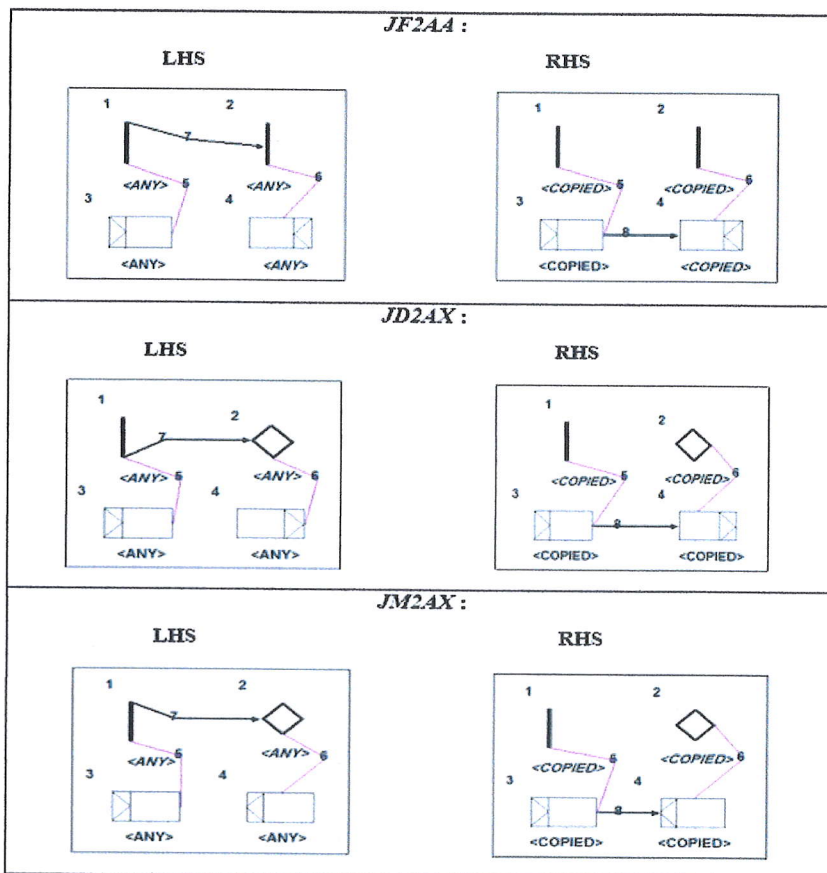 JF2AA :
LHS RHS
1 2 1 2
7
<ANY> 5 <ANY> 6 <COPIED> 5 <COPIED> 6
3 4 3 4
8
<ANY> <ANY> <COPIED> <COPIED>
JD2AX :
LHS RHS
1 2 1 2
7
<ANY> 5 <ANY> 6 <COPIED> 5 <COPIED> 6
3 4 3 4
8
<ANY> <ANY> <COPIED> <COPIED>
JM2AX :
LHS RHS
1 2 1 2
7
<ANY> 5 <ANY> 6 <COPIED> 5 <COPIED> 6
3 4 3 4
8
<ANY> <ANY> <COPIED> <COPIED>